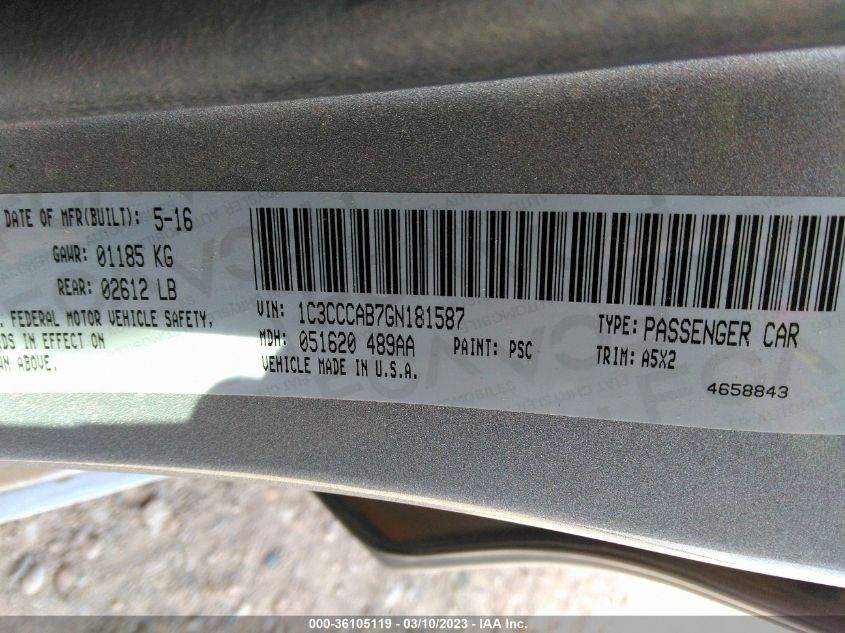 DATE OF MFR(BUILT): 5-16
GAWR: 01185 KG
REAR: 02612 LB
FEDERAL MOTOR VEHICLE SAFETY,
IN EFFECT ON
ABOVE.
VIN: 1C3CCCAB7GN181587
MDH: 051620 489AA PAINT: PSC
VEHICLE MADE IN U.S.A.
TYPE: PASSENGER CAR
TRIM: A5X2
4658843
000-36105119 - 03/10/2023 - IAA Inc.